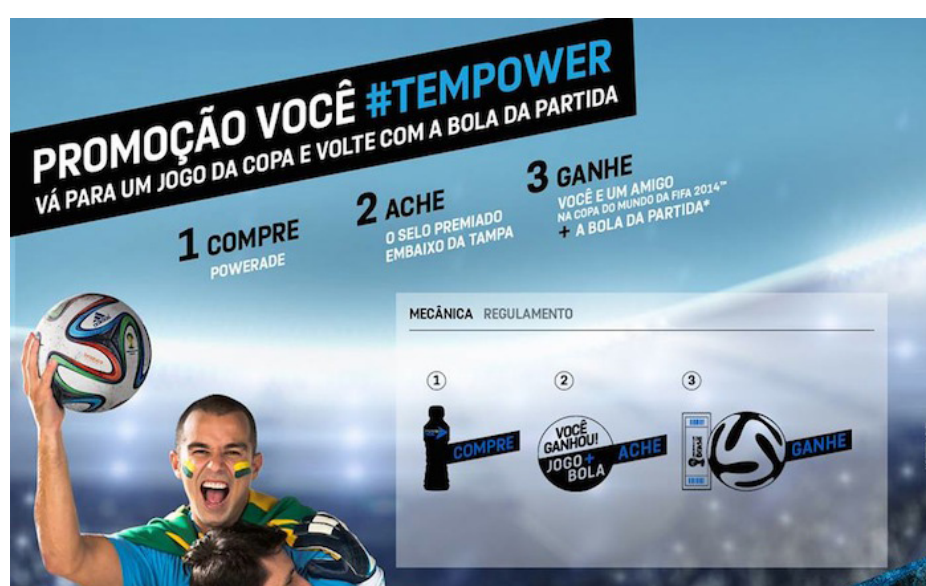 PROMOÇÃO VOCÊ #TEMPOWER
VÁ PARA UM JOGO DA COPA E VOLTE COM A BOLA DA PARTIDA
1 COMPRE
POWERADE
2 ACHE
O SELO PREMIADO
EMBAIXO DA TAMPA
3 GANHE
VOCÊ E UM AMIGO
NA COPA DO MUNDO DA FIFA 2014™
+ A BOLA DA PARTIDA*
MECÂNICA REGULAMENTO
1
COMPRE
2
VOCÊ
GANHOU!
JOGO+
BOLA
ACHE
3
GANHE
adidas